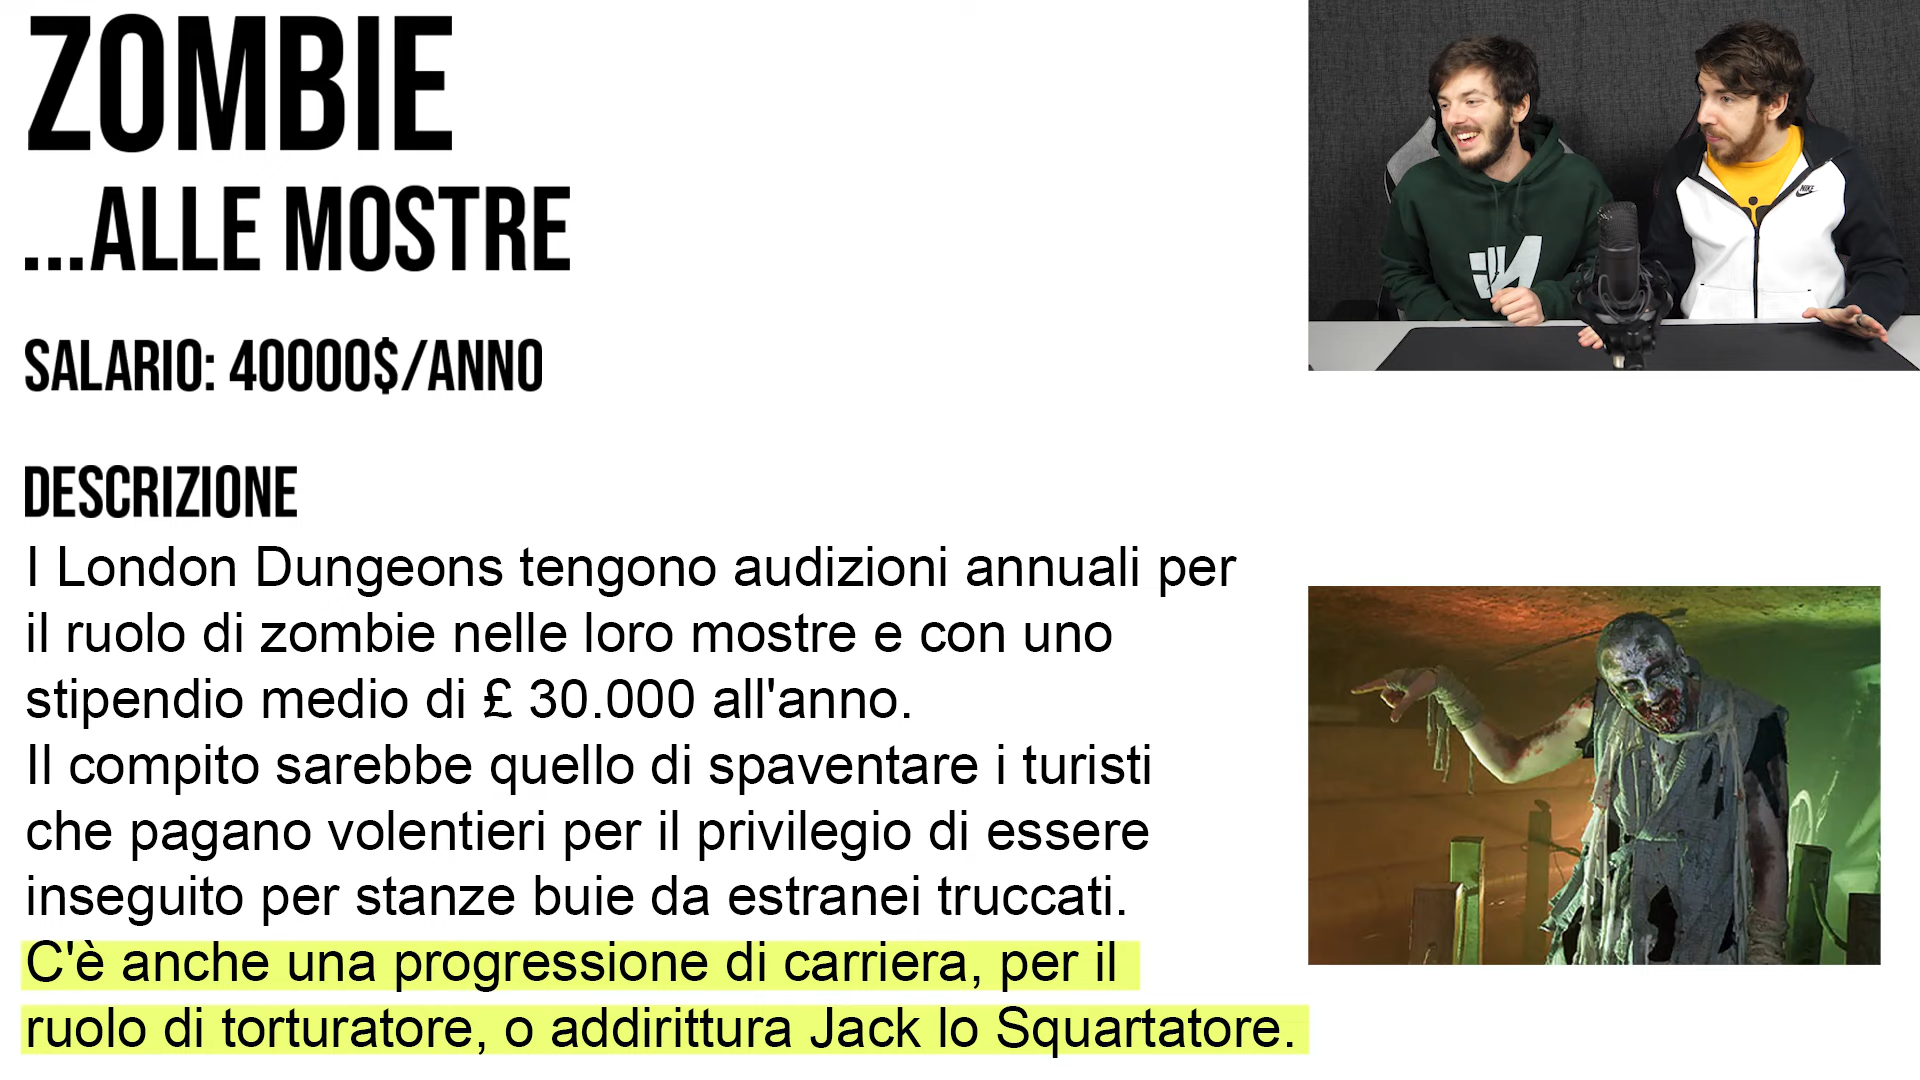 ZOMBIE
...ALLE MOSTRE
SALARIO: 40000$/ANNO
DESCRIZIONE
I London Dungeons tengono audizioni annuali per
il ruolo di zombie nelle loro mostre e con uno
stipendio medio di £ 30.000 all'anno.
Il compito sarebbe quello di spaventare i turisti
che pagano volentieri per il privilegio di essere
inseguito per stanze buie da estranei truccati.
C'è anche una progressione di carriera, per il
ruolo di torturatore, o addirittura Jack lo Squartatore.
NIKE